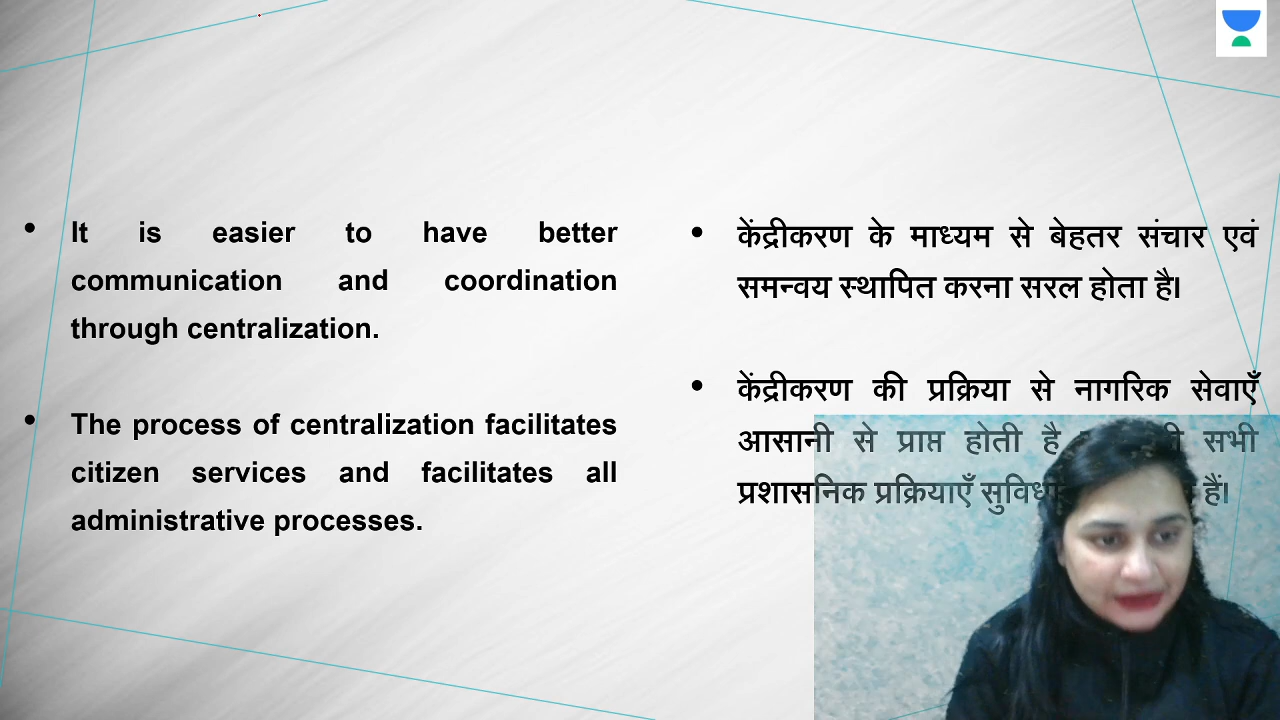 It is easier to have better
communication and coordination
through centralization.
The process of centralization facilitates
citizen services and facilitates all
administrative processes.
केंद्रीकरण के माध्यम से बेहतर संचार एवं
समन्वय स्थापित करना सरल होता है।
केंद्रीकरण की प्रक्रिया से नागरिक सेवाएँ
आसानी से प्राप्त होती है सभी
प्रशासनिक प्रक्रियाएँ हैं।